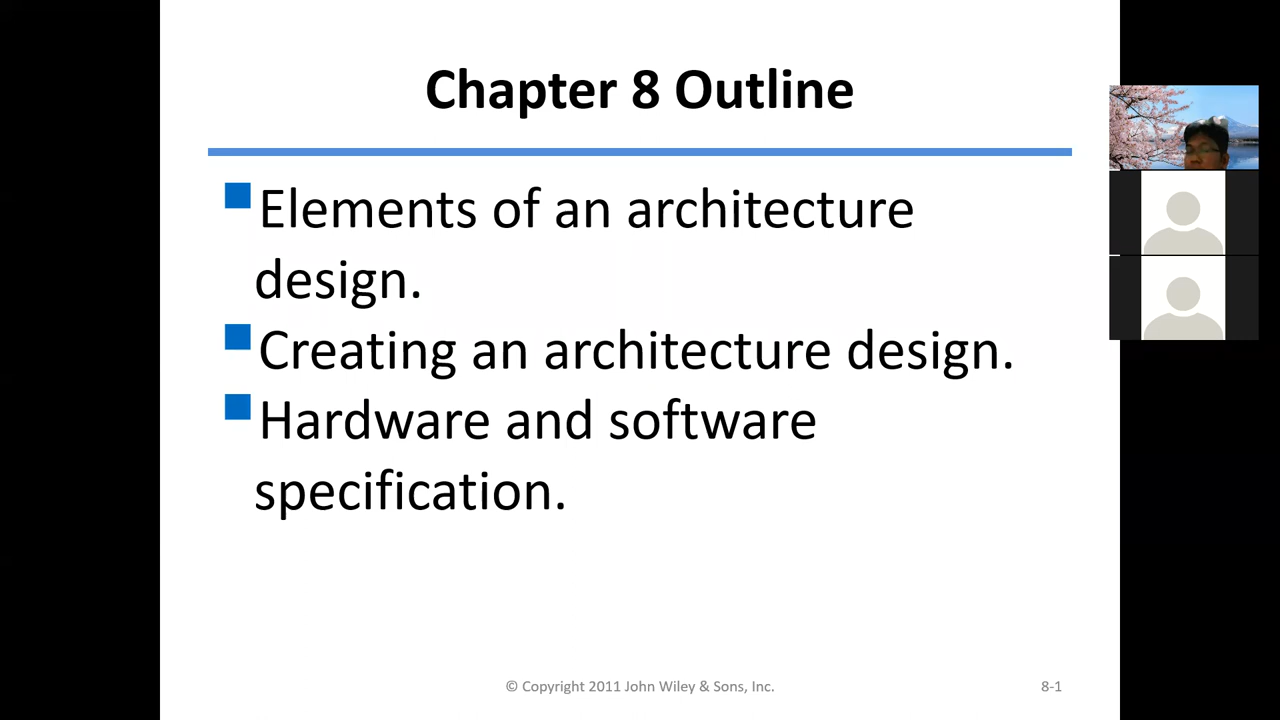 Chapter 8 Outline
Elements of an architecture
design.
Creating an architecture design.
Hardware and software
specification.
© Copyright 2011 John Wiley & Sons, Inc.
8-1